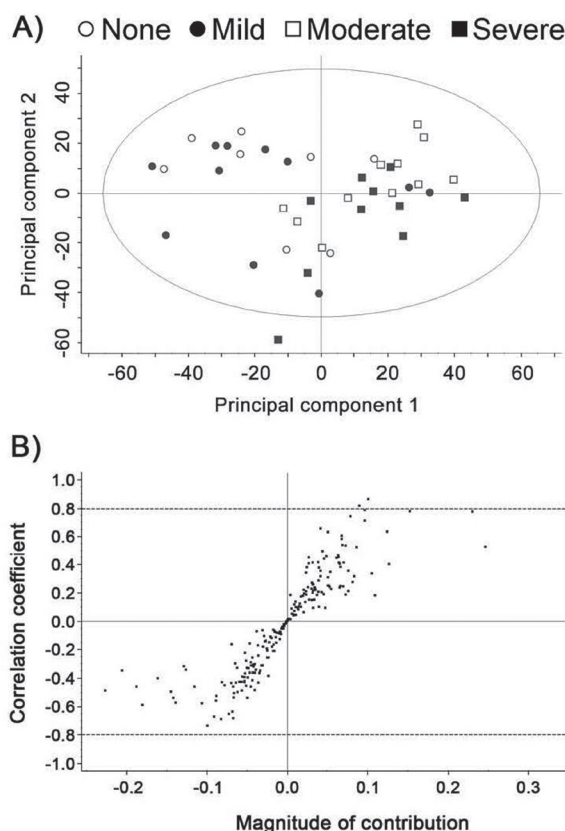 A) ○ None ● Mild □ Moderate ■ Severe
Principal component 2
40
20
0
-20
-40
-60
-60 -40 -20 0 20 40 60
Principal component 1
B)
Correlation coefficient
1.0
0.8
0.4
0.2
0.0
-0.2
-0.4
-0.6
-0.8
-1.0
-0.2 -0.1 0.0 0.1 0.2 0.3
Magnitude of contribution